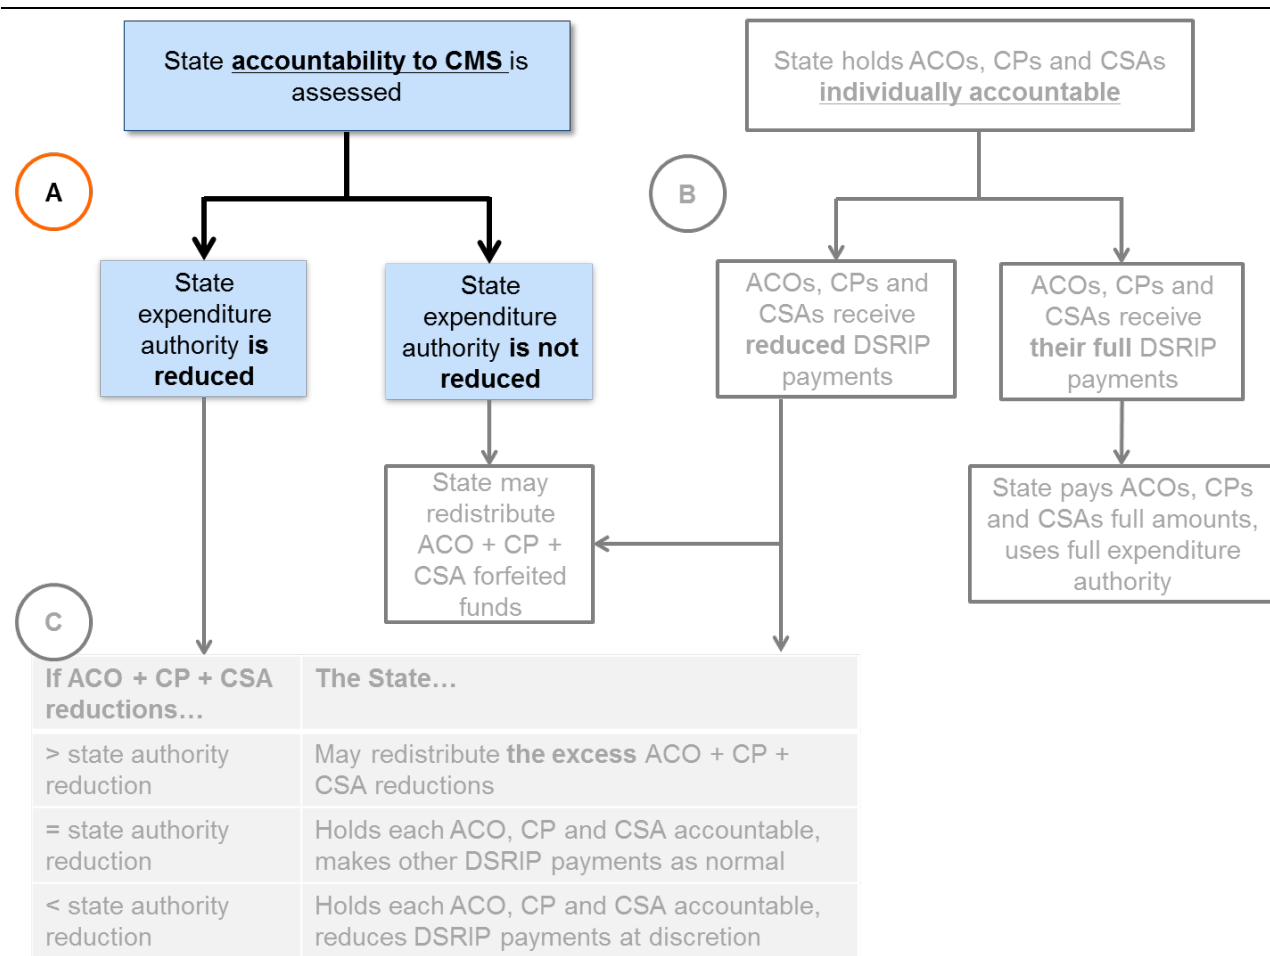 State accountability to CMS is
assessed
State holds ACOs, CPs and CSAs
individually accountable
A
B
State
expenditure
authority is
reduced
State
expenditure
authority is not
reduced
ACOs, CPs and
CSAs receive
reduced DSRIP
payments
ACOs, CPs and
CSAs receive
their full DSRIP
payments
State may
redistribute
ACO + CP +
CSA forfeited
funds
State pays ACOs, CPs
and CSAs full amounts,
uses full expenditure
authority
C
If ACO + CP + CSA
reductions…
The State…
> state authority
reduction
May redistribute the excess ACO + CP +
CSA reductions
= state authority
reduction
Holds each ACO, CP and CSA accountable,
makes other DSRIP payments as normal
< state authority
reduction
Holds each ACO, CP and CSA accountable,
reduces DSRIP payments at discretion